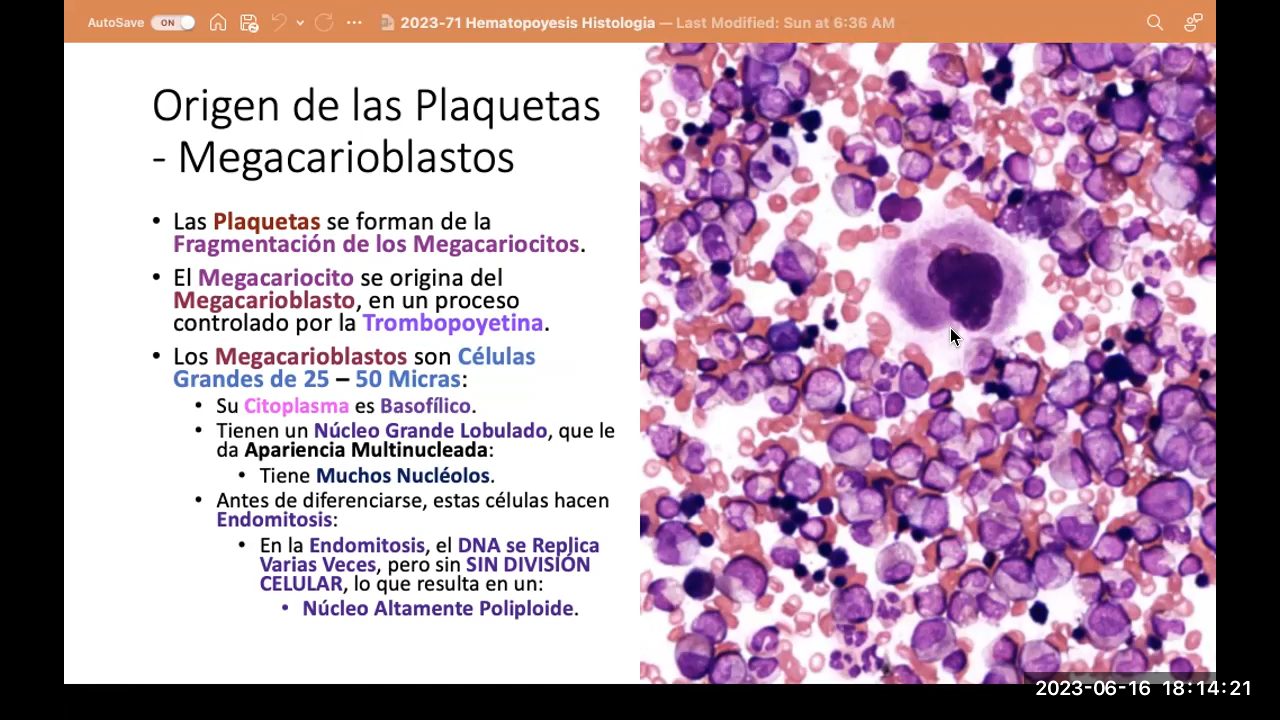 AutoSave ON ... 2023-71 Hematopoyesis Histologia — Last Modified: Sun at 6:36 AM
Origen de las Plaquetas
- Megacarioblastos
• Las Plaquetas se forman de la
Fragmentación de los Megacariocitos.
• El Megacariocito se origina del
Megacarioblasto, en un proceso
controlado por la Trombopoyetina.
• Los Megacarioblastos son Células
Grandes de 25 – 50 Micras:
• Su Citoplasma es Basofílico.
• Tienen un Núcleo Grande Lobulado, que le
da Apariencia Multinucleada:
• Tiene Muchos Nucléolos.
• Antes de diferenciarse, estas células hacen
Endomitosis:
• En la Endomitosis, el DNA se Replica
Varias Veces, pero sin SIN DIVISIÓN
CELULAR, lo que resulta en un:
• Núcleo Altamente Poliploide.
2023-06-16 18:14:21